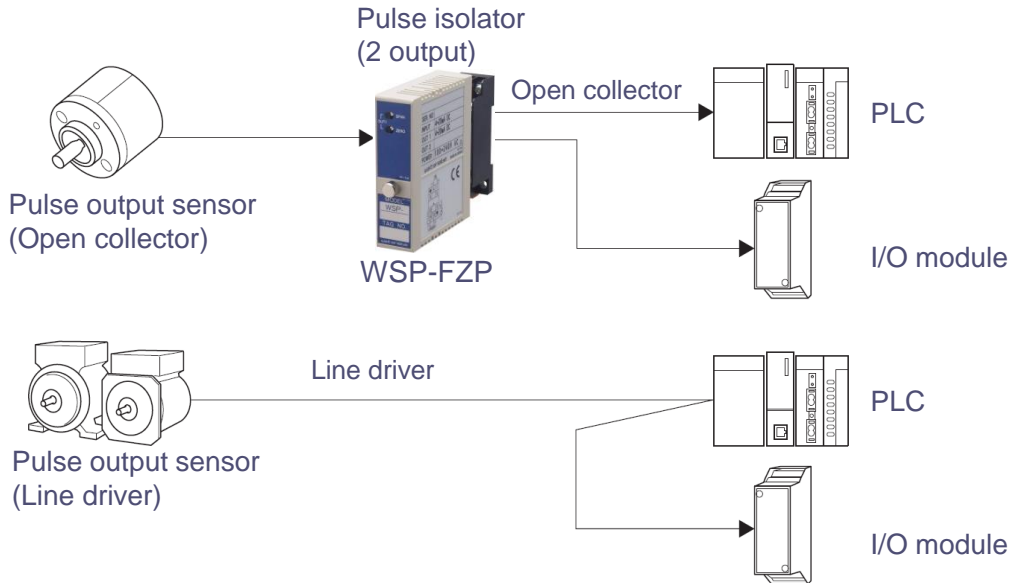 Pulse isolator
(2 output)
Open collector
PLC
Pulse output sensor
(Open collector)
WSP-FZP
I/O module
Line driver
PLC
Pulse output sensor
(Line driver)
I/O module